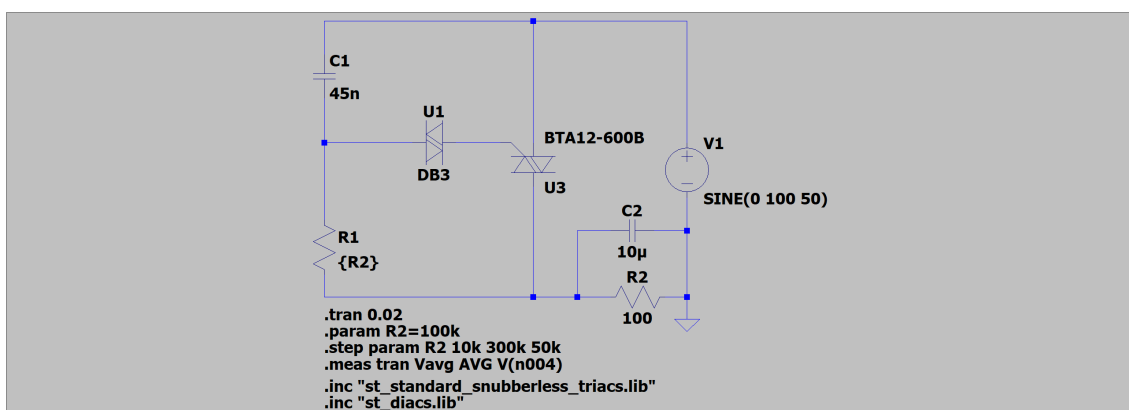 C1
45n
U1
DB3
BTA12-600B
U3
V1
SINE(0 100 50)
C2
10µ
R1
{R2}
R2
100
.tran 0.02
.param R2=100k
.step param R2 10k 300k 50k
.meas tran Vavg AVG V(n004)
.inc "st_standard_snubberless_triacs.lib"
.inc "st_diacs.lib"